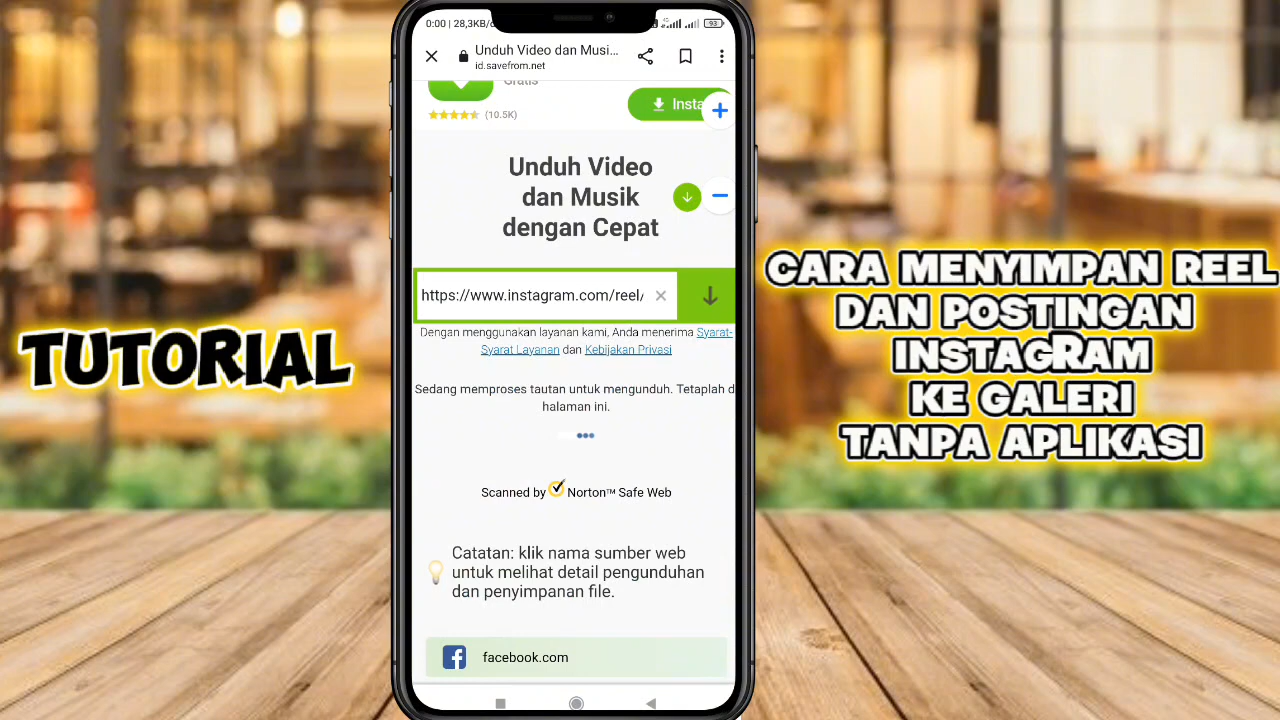 TUTORIAL
0:00 | 28,3KB/
93
Unduh Video dan Musi...
id.savefrom.net
Gratis
(10.5K)
Insta
Unduh Video
dan Musik
dengan Cepat
https://www.instagram.com/reel/
Dengan menggunakan layanan kami, Anda menerima Syarat-
Syarat Layanan dan Kebijakan Privasi
Sedang memproses tautan untuk mengunduh. Tetaplah d
halaman ini.
Scanned by Norton™ Safe Web
Catatan: klik nama sumber web
untuk melihat detail pengunduhan
dan penyimpanan file.
facebook.com
CARA MENYIMPAN REEL
DAN POSTINGAN
INSTAGRAM
KE GALERI
TANPA APLIKASI